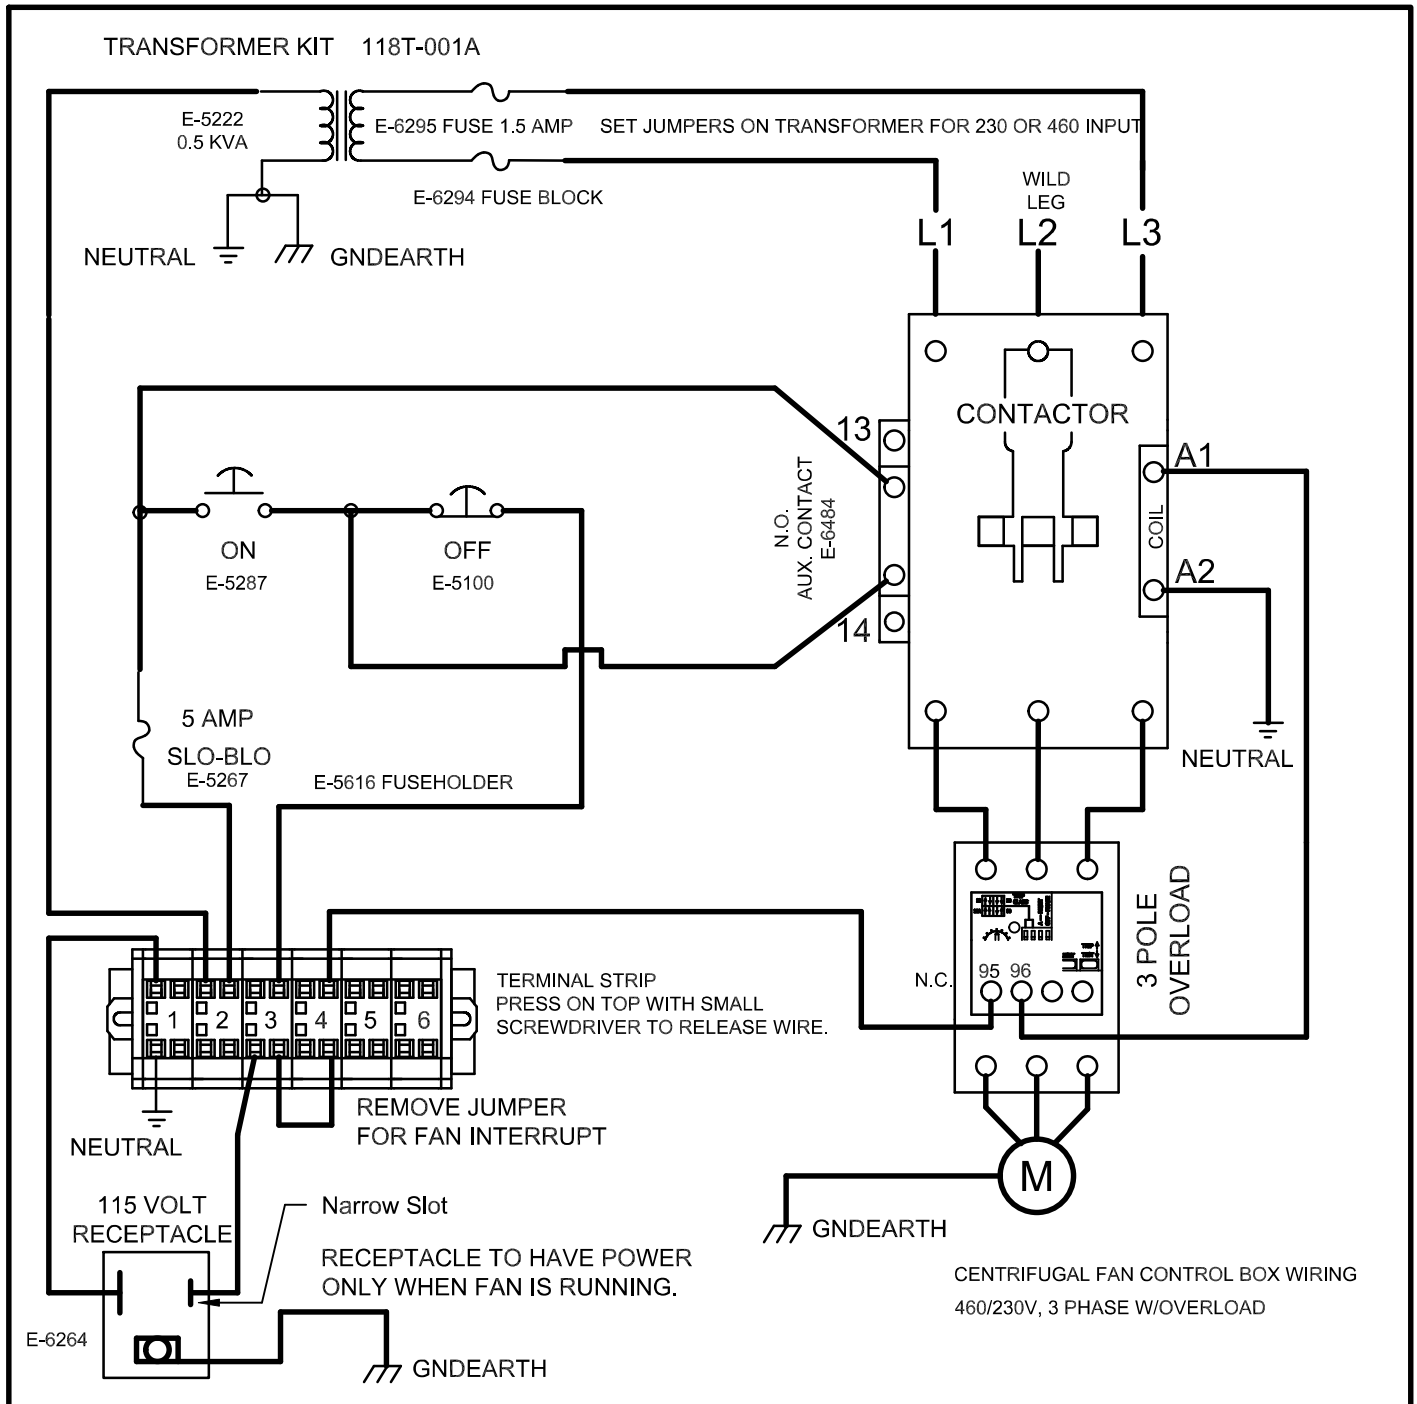 TRANSFORMER KIT 118T-001A
E-5222
0.5 KVA
E-6295 FUSE 1.5 AMP
SET JUMPERS ON TRANSFORMER FOR 230 OR 460 INPUT
E-6294 FUSE BLOCK
WILD
LEG
L1
L2
L3
NEUTRAL
GNDEARTH
CONTACTOR
13
14
N.O.
AUX. CONTACT
E-6484
A1
COIL
A2
NEUTRAL
ON
E-5287
OFF
E-5100
5 AMP
SLO-BLO
E-5267
E-5616 FUSEHOLDER
3 POLE
OVERLOAD
N.C.
95 96
TERMINAL STRIP
PRESS ON TOP WITH SMALL
SCREWDRIVER TO RELEASE WIRE.
1 2 3 4 5 6
NEUTRAL
REMOVE JUMPER
FOR FAN INTERRUPT
M
GNDEARTH
115 VOLT
RECEPTACLE
Narrow Slot
RECEPTACLE TO HAVE POWER
ONLY WHEN FAN IS RUNNING.
E-6264
GNDEARTH
CENTRIFUGAL FAN CONTROL BOX WIRING
460/230V, 3 PHASE W/OVERLOAD